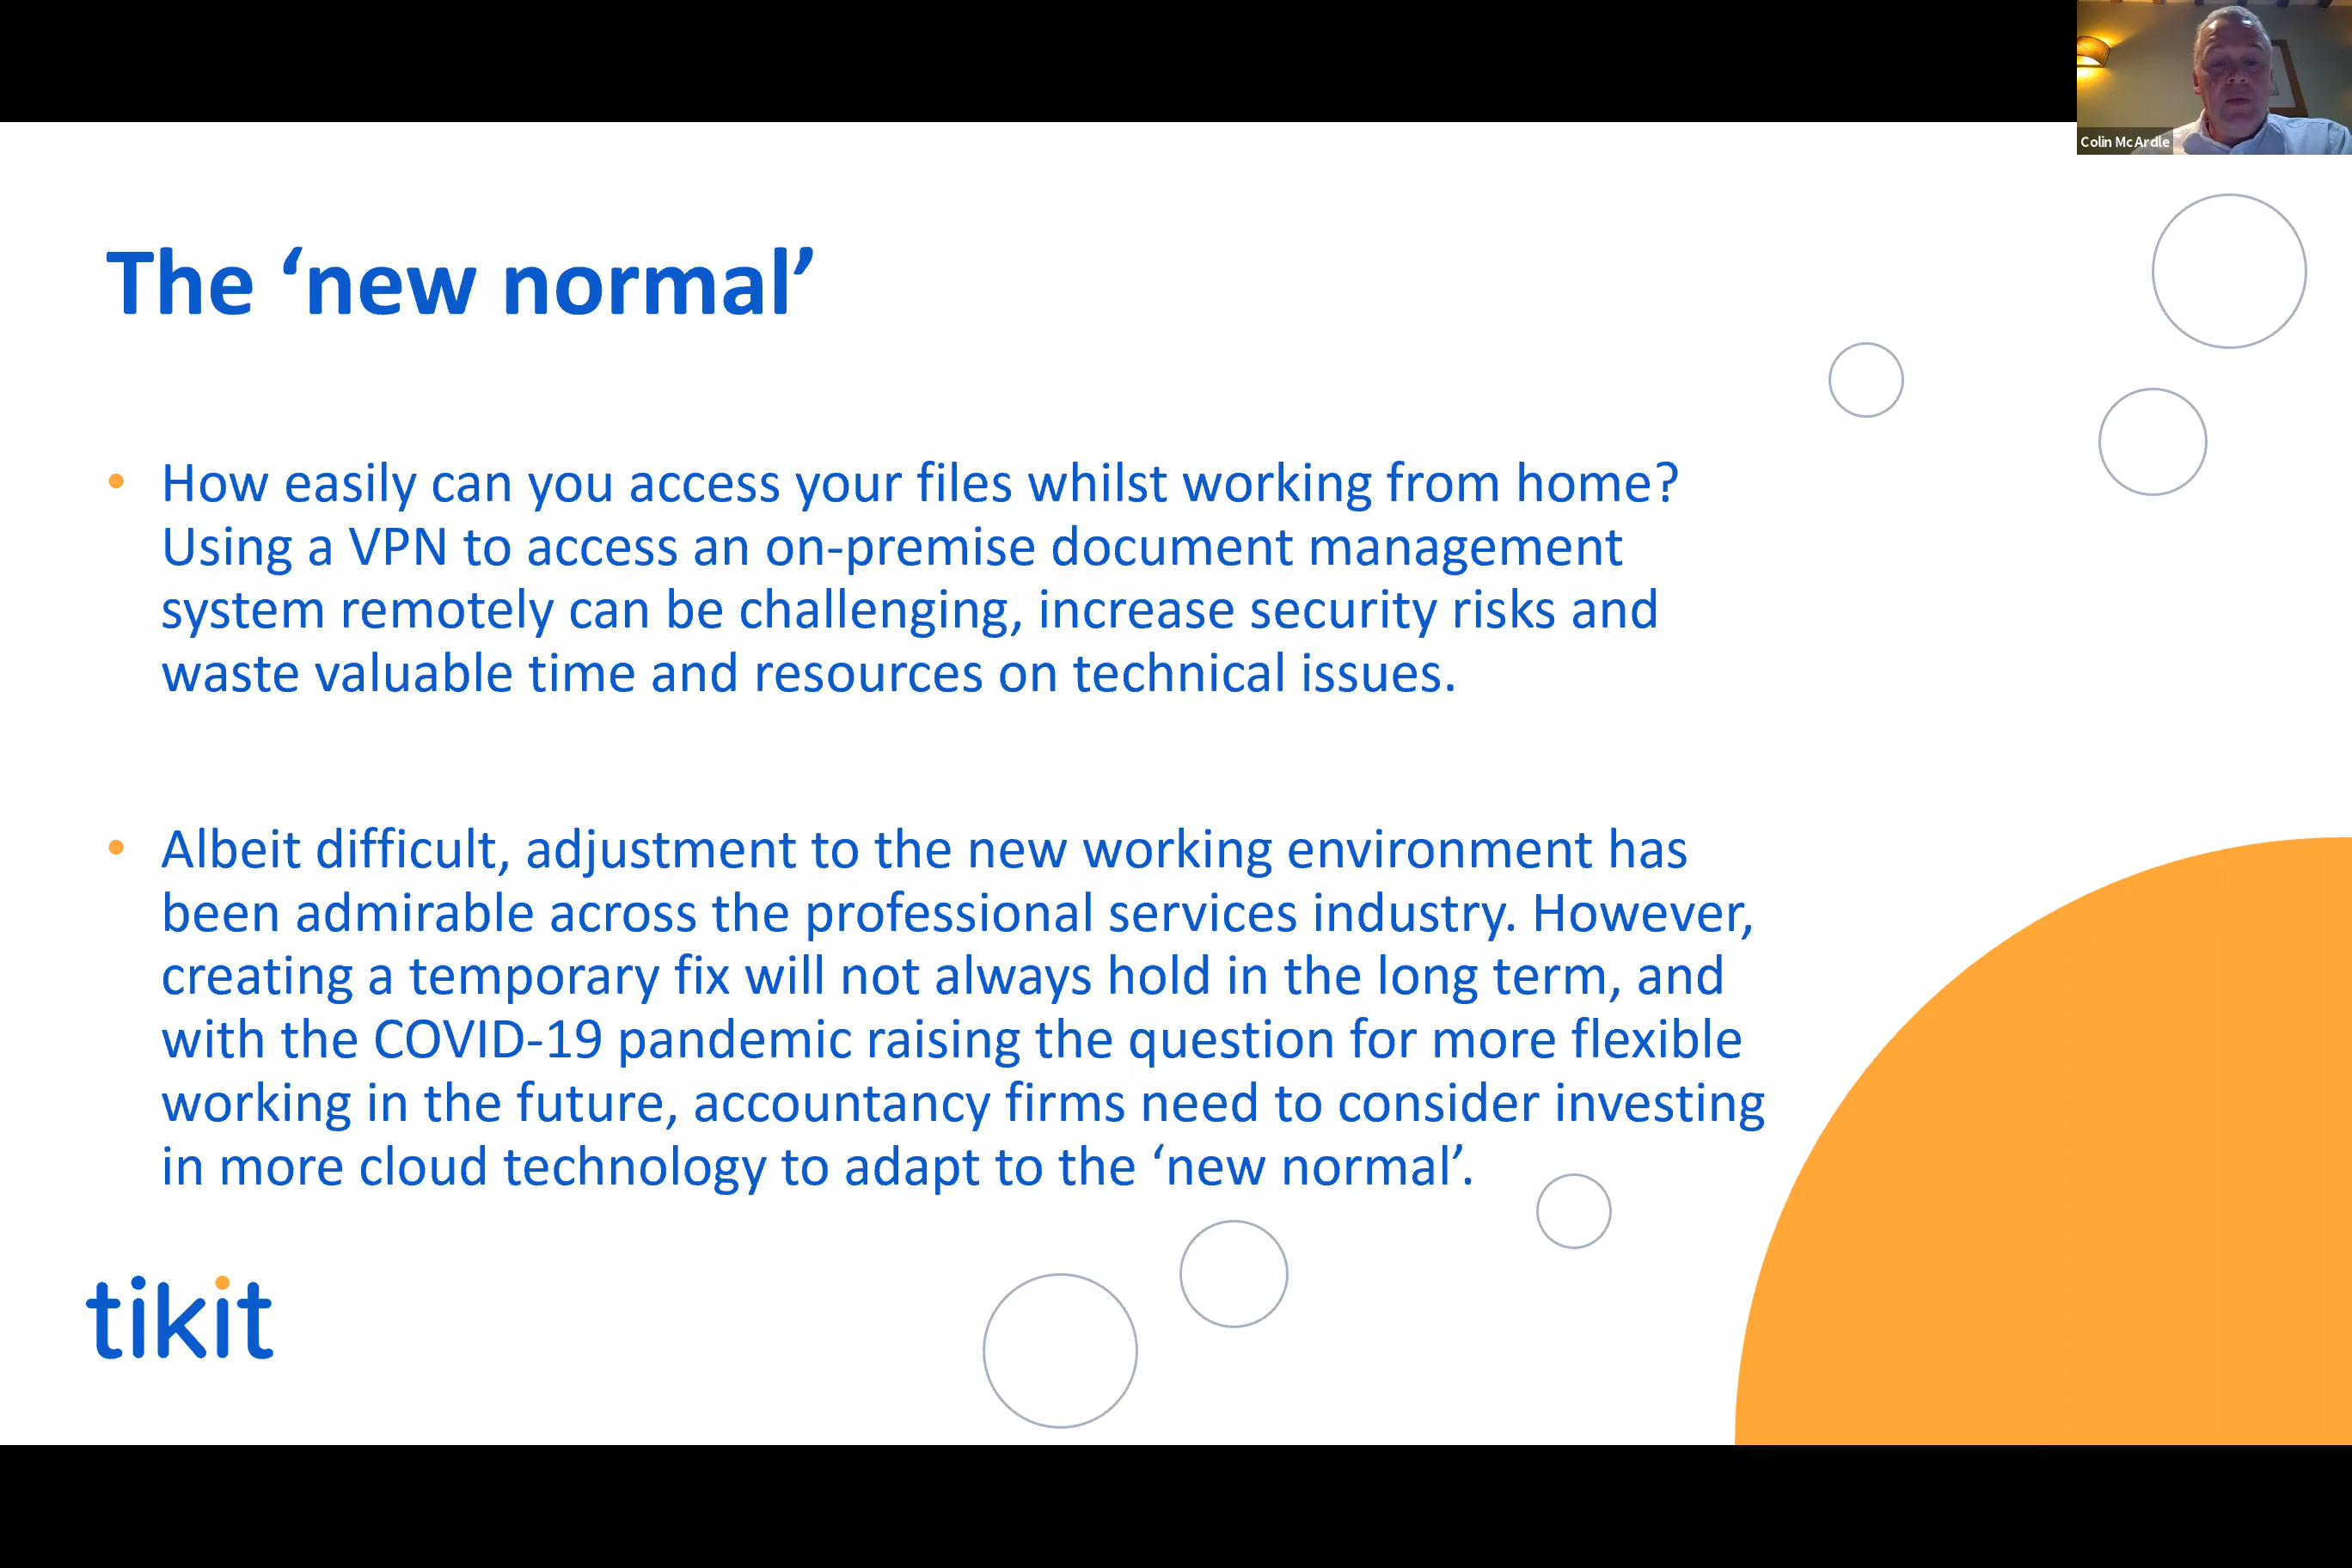 Colin McArdle
The ‘new normal’
• How easily can you access your files whilst working from home?
Using a VPN to access an on-premise document management
system remotely can be challenging, increase security risks and
waste valuable time and resources on technical issues.
• Albeit difficult, adjustment to the new working environment has
been admirable across the professional services industry. However,
creating a temporary fix will not always hold in the long term, and
with the COVID-19 pandemic raising the question for more flexible
working in the future, accountancy firms need to consider investing
in more cloud technology to adapt to the ‘new normal’.
tikit